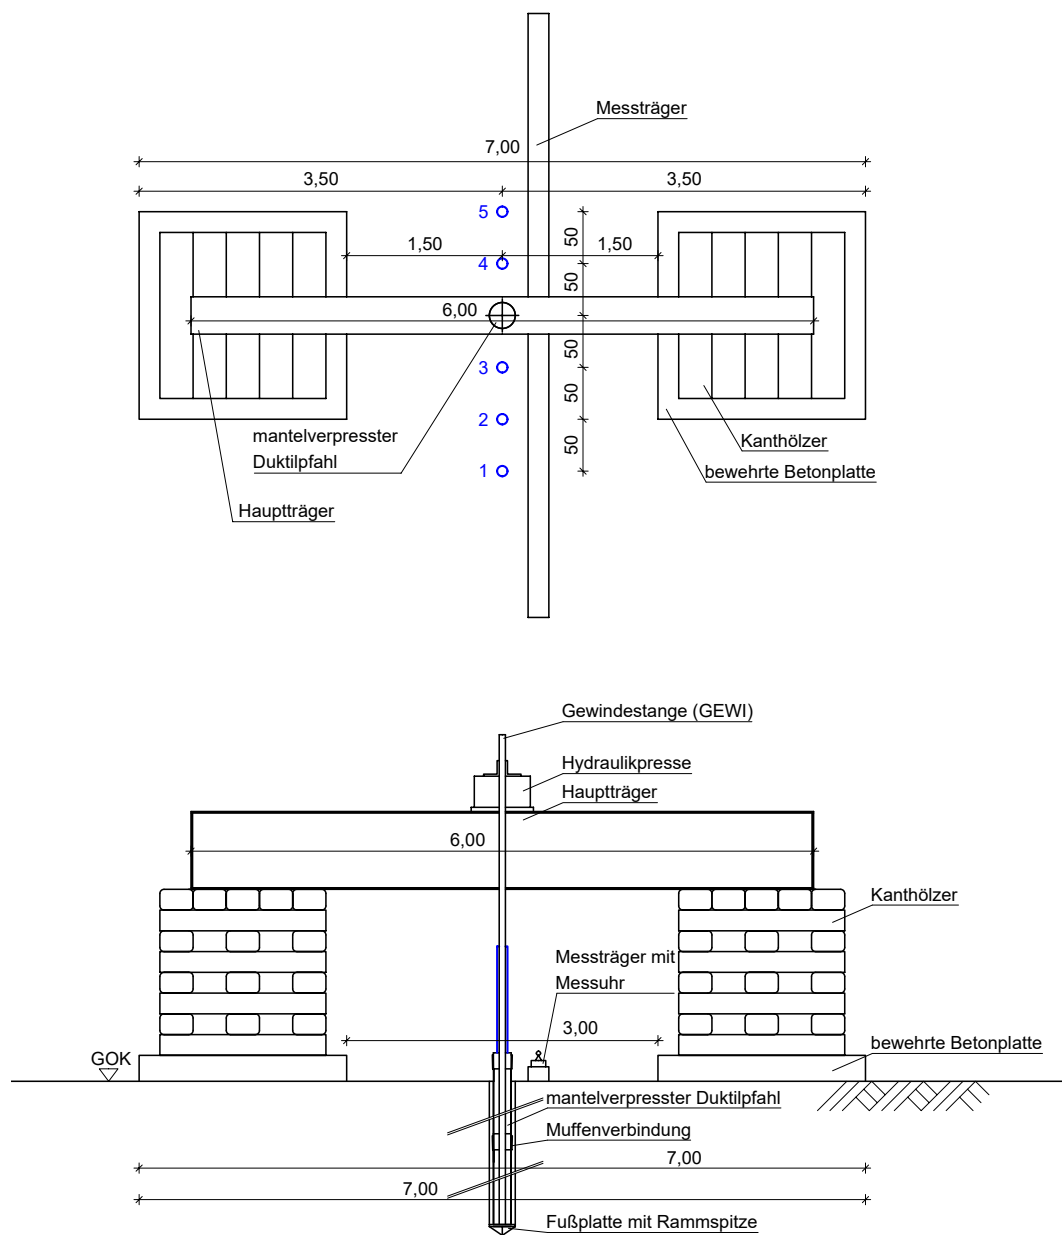 Messträger
7,00
3,50
3,50
5
50
1,50
1,50
4
50
6,00
50
3
50
2
mantelverpresster
Duktilpfahl
Kanthölzer
50
1
bewehrte Betonplatte
Hauptträger
Gewindestange (GEWI)
Hydraulikpresse
Hauptträger
6,00
Kanthölzer
Messträger mit
Messuhr
3,00
bewehrte Betonplatte
GOK
mantelverpresster Duktilpfahl
Muffenverbindung
7,00
7,00
Fußplatte mit Rammspitze